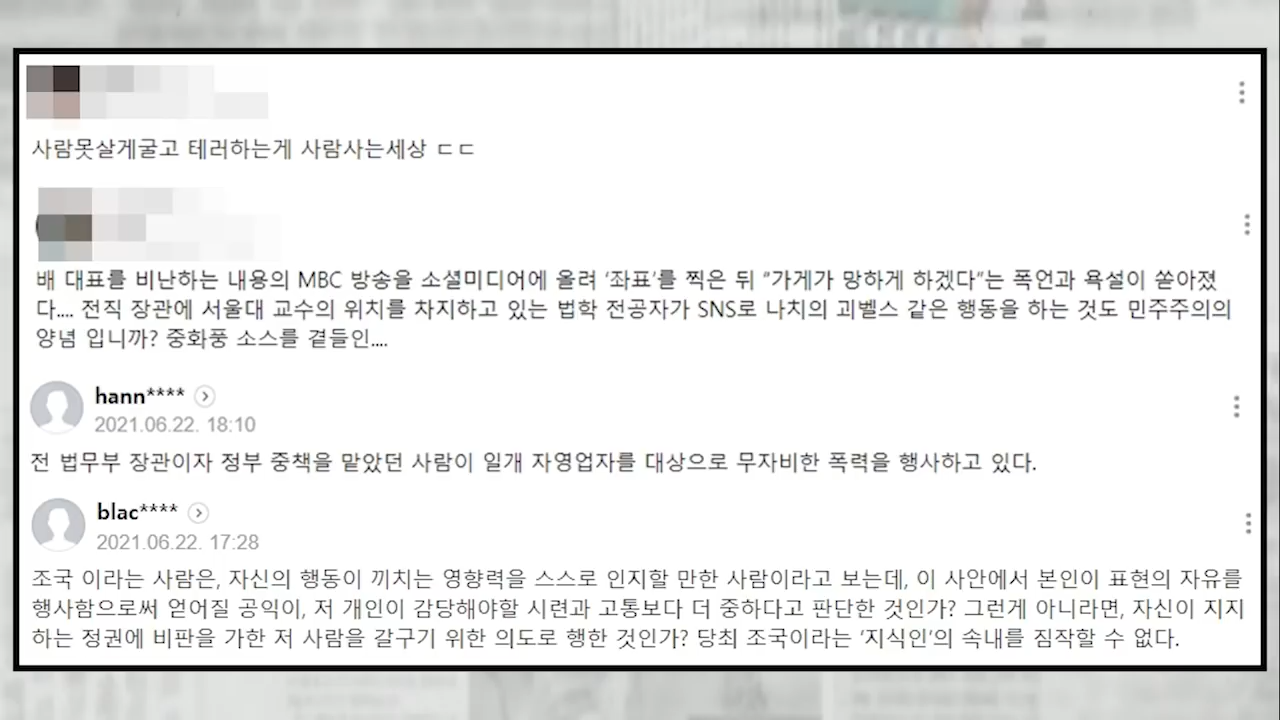 사람못살게굴고 테러하는게 사람사는세상 ㄷㄷ
배 대표를 비난하는 내용의 MBC 방송을 소셜미디어에 올려 ‘좌표’를 찍은 뒤 “가게가 망하게 하겠다”는 폭언과 욕설이 쏟아졌
다.... 전직 장관에 서울대 교수의 위치를 차지하고 있는 법학 전공자가 SNS로 나치의 괴벨스 같은 행동을 하는 것도 민주주의의
양념 입니까? 중화풍 소스를 곁들인....
hann****
2021.06.22. 18:10
전 법무부 장관이자 정부 중책을 맡았던 사람이 일개 자영업자를 대상으로 무자비한 폭력을 행사하고 있다.
blac****
2021.06.22. 17:28
조국 이라는 사람은, 자신의 행동이 끼치는 영향력을 스스로 인지할 만한 사람이라고 보는데, 이 사안에서 본인이 표현의 자유를
행사함으로써 얻어질 공익이, 저 개인이 감당해야할 시련과 고통보다 더 중하다고 판단한 것인가? 그런게 아니라면, 자신이 지지
하는 정권에 비판을 가한 저 사람을 갈구기 위한 의도로 행한 것인가? 당최 조국이라는 ‘지식인’의 속내를 짐작할 수 없다.